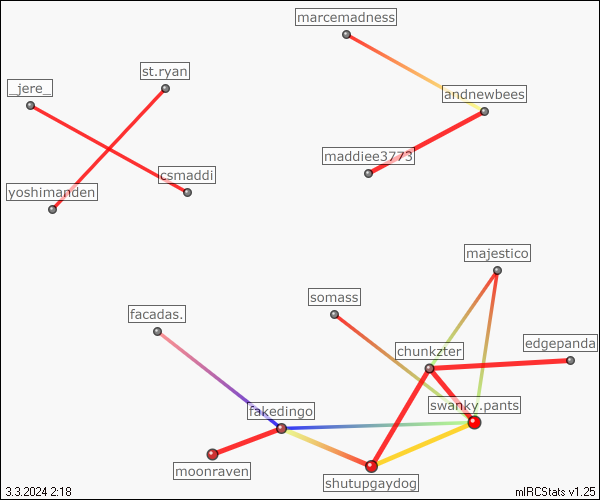 marcemadness
st.ryan
_jere_
andnewbees
maddiee3773
csmaddi
yoshimanden
majestico
somass
facadas.
edgepanda
chunkzter
swanky.pants
fakedingo
moonraven
shutupgaydog
3.3.2024 2:18
mIRCStats v1.25